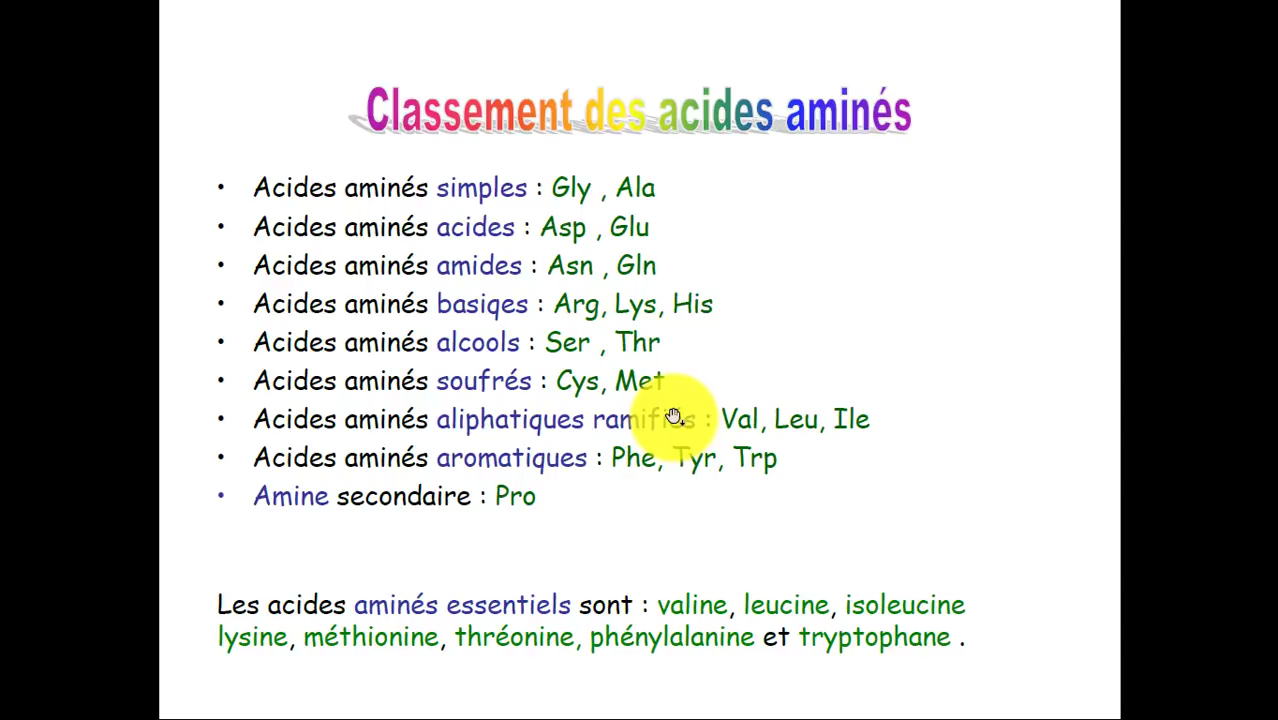 Classement des acides aminés
• Acides aminés simples : Gly , Ala
• Acides aminés acides : Asp , Glu
• Acides aminés amides : Asn , Gln
• Acides aminés basiqes : Arg, Lys, His
• Acides aminés alcools : Ser , Thr
• Acides aminés soufrés : Cys, Met
• Acides aminés aliphatiques ramifiés : Val, Leu, Ile
• Acides aminés aromatiques : Phe, Tyr, Trp
• Amine secondaire : Pro
Les acides aminés essentiels sont : valine, leucine, isoleucine
lysine, méthionine, thréonine, phénylalanine et tryptophane .